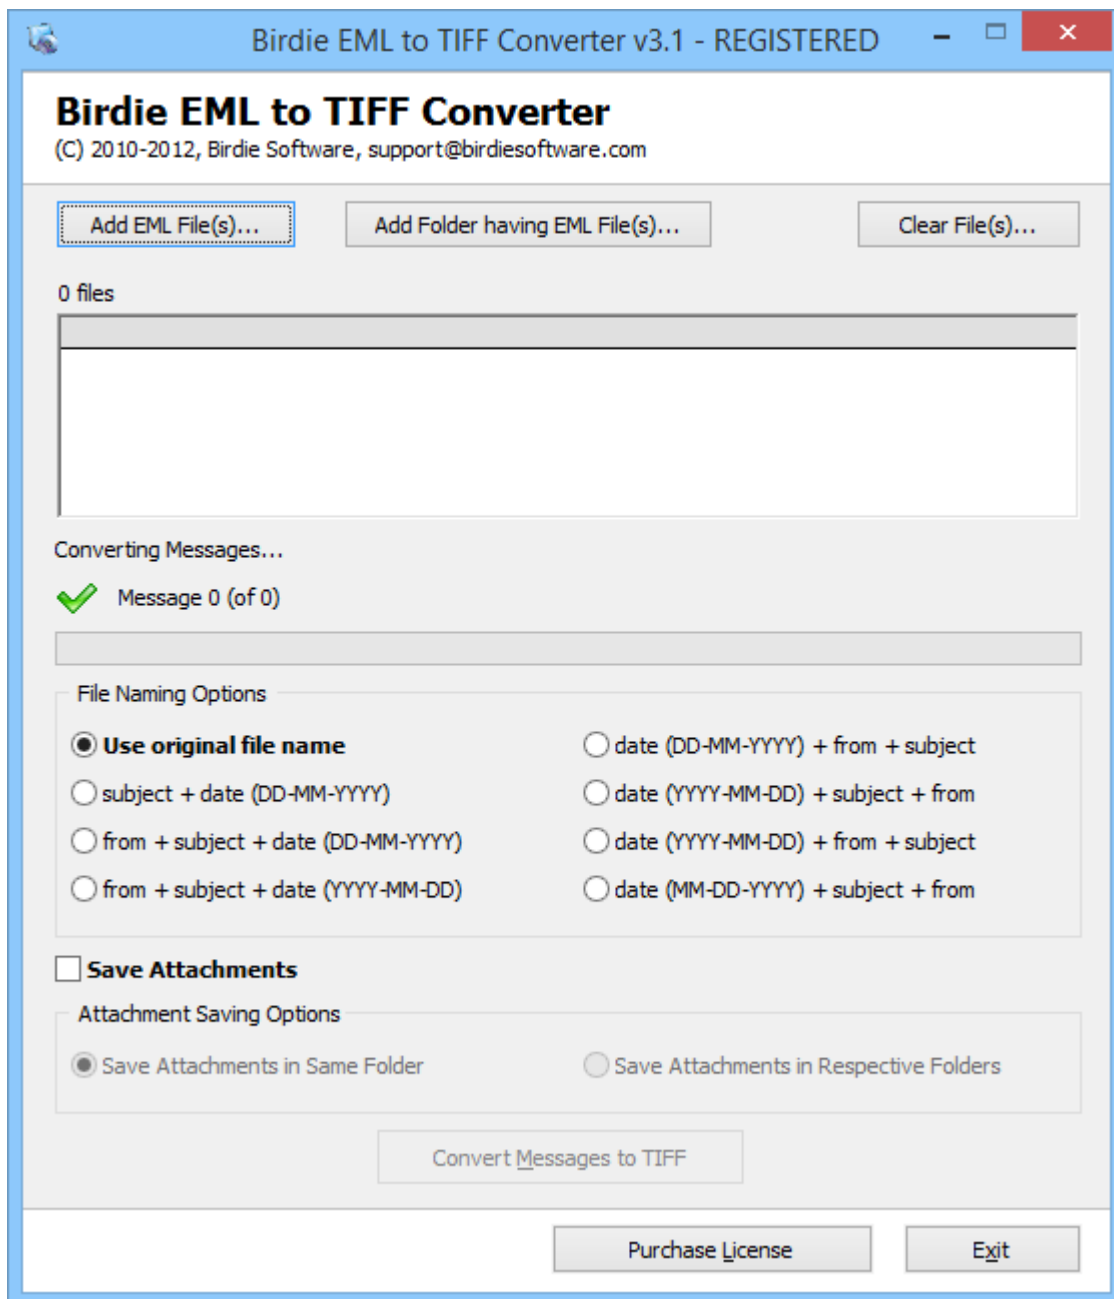 Birdie EML to TIFF Converter v3.1 - REGISTERED
Birdie EML to TIFF Converter
(C) 2010-2012, Birdie Software, support@birdiesoftware.com
Add EML File(s)... Add Folder having EML File(s)... Clear File(s)...
0 files
Converting Messages...
Message 0 (of 0)
File Naming Options
Use original file name date (DD-MM-YYYY) + from + subject
subject + date (DD-MM-YYYY) date (YYYY-MM-DD) + subject + from
from + subject + date (DD-MM-YYYY) date (YYYY-MM-DD) + from + subject
from + subject + date (YYYY-MM-DD) date (MM-DD-YYYY) + subject + from
Save Attachments
Attachment Saving Options
Save Attachments in Same Folder Save Attachments in Respective Folders
Convert Messages to TIFF
Purchase License Exit